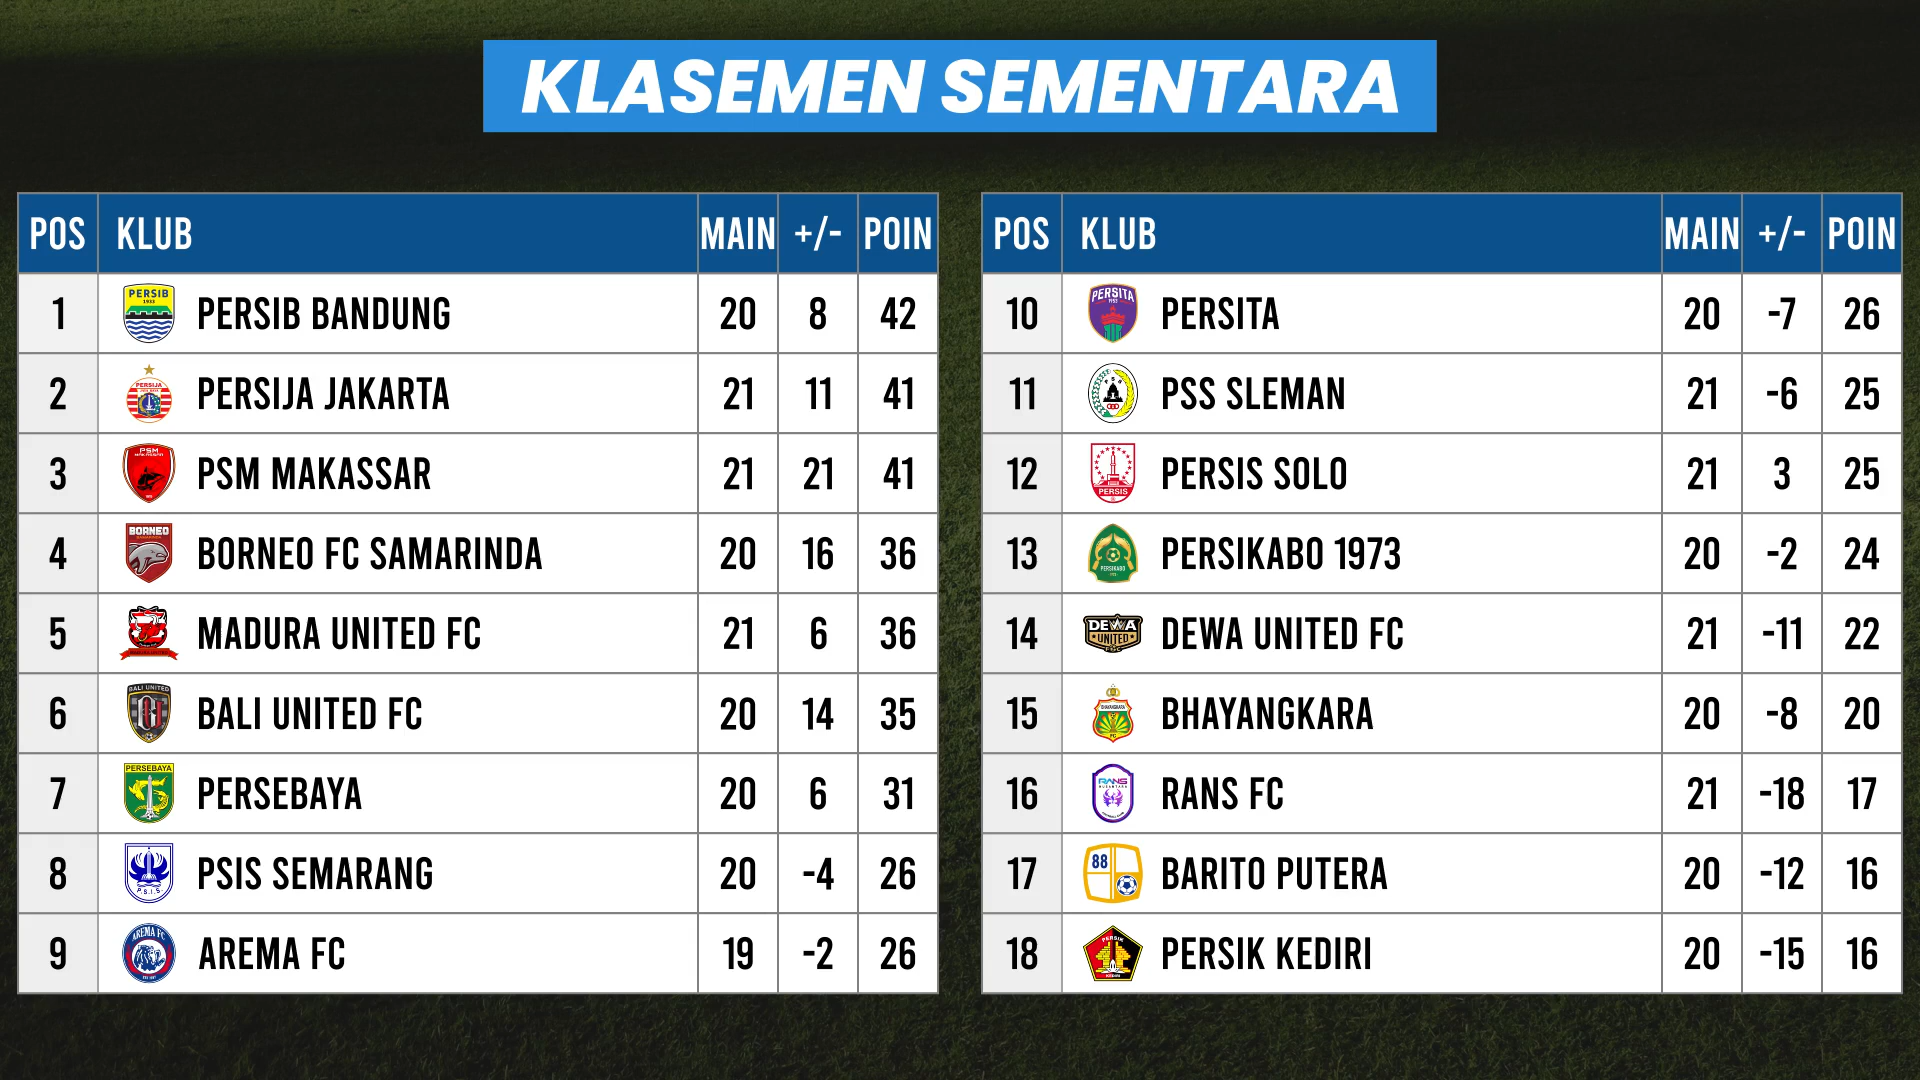 KLASEMEN SEMENTARA
POS KLUB MAIN +/- POIN
1 PERSIB BANDUNG 20 8 42
2 PERSIJA JAKARTA 21 11 41
3 PSM MAKASSAR 21 21 41
4 BORNEO FC SAMARINDA 20 16 36
5 MADURA UNITED FC 21 6 36
6 BALI UNITED FC 20 14 35
7 PERSEBAYA 20 6 31
8 PSIS SEMARANG 20 -4 26
9 AREMA FC 19 -2 26
POS KLUB MAIN +/- POIN
10 PERSITA 20 -7 26
11 PSS SLEMAN 21 -6 25
12 PERSIS SOLO 21 3 25
13 PERSIKABO 1973 20 -2 24
14 DEWA UNITED FC 21 -11 22
15 BHAYANGKARA 20 -8 20
16 RANS FC 21 -18 17
17 BARITO PUTERA 20 -12 16
18 PERSIK KEDIRI 20 -15 16